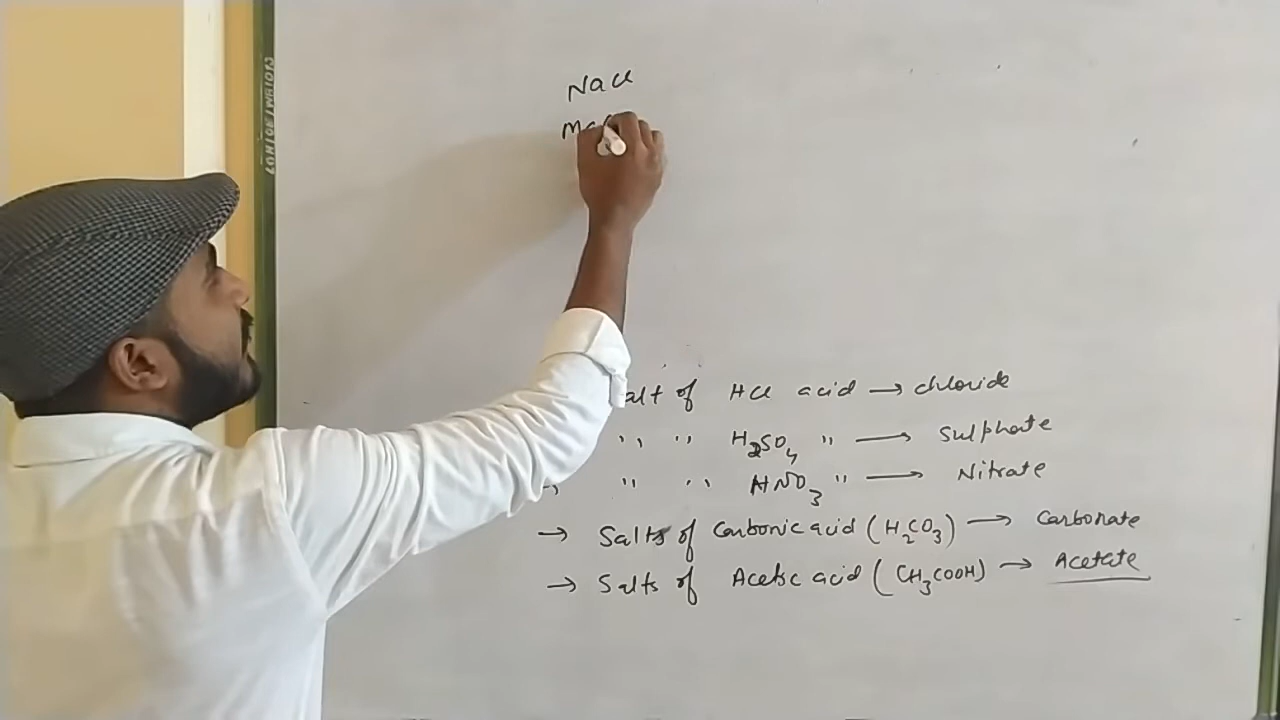 NaCl
alt of HCl acid → chloride
" " H2SO4 " → Sulphate
" " " HNO3 " → Nitrate
→ Salts of Carbonic acid (H2CO3) → Carbonate
→ Salts of Acetic acid (CH3COOH) → Acetate